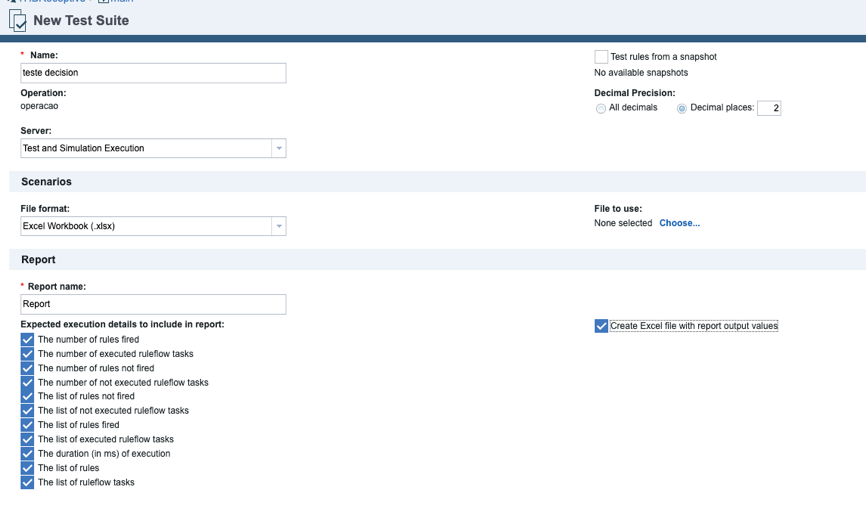 main
New Test Suite
* Name:
teste decision
Operation:
operacao
Server:
Test and Simulation Execution
Test rules from a snapshot
No available snapshots
Decimal Precision:
All decimals Decimal places: 2
Scenarios
File format:
Excel Workbook (.xlsx)
File to use:
None selected Choose...
Report
* Report name:
Report
Expected execution details to include in report:
The number of rules fired
The number of executed ruleflow tasks
The number of rules not fired
The number of not executed ruleflow tasks
The list of rules not fired
The list of not executed ruleflow tasks
The list of rules fired
The list of executed ruleflow tasks
The duration (in ms) of execution
The list of rules
The list of ruleflow tasks
Create Excel file with report output values